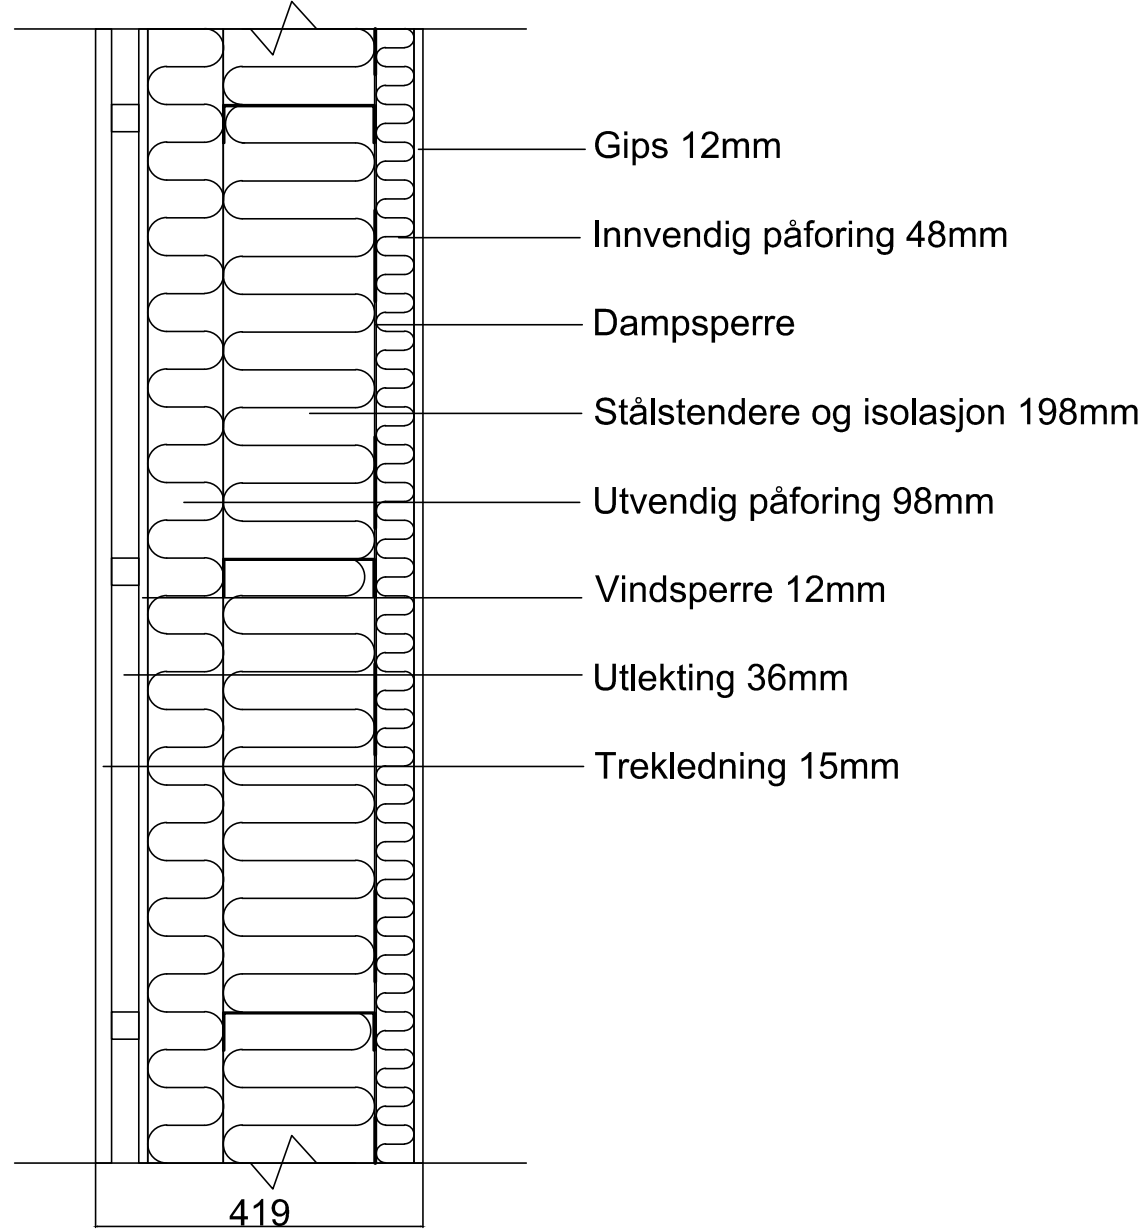 Gips 12mm
Innvendig påforing 48mm
Dampsperre
Stålstendere og isolasjon 198mm
Utvendig påforing 98mm
Vindsperre 12mm
Utlekting 36mm
Trekledning 15mm
419